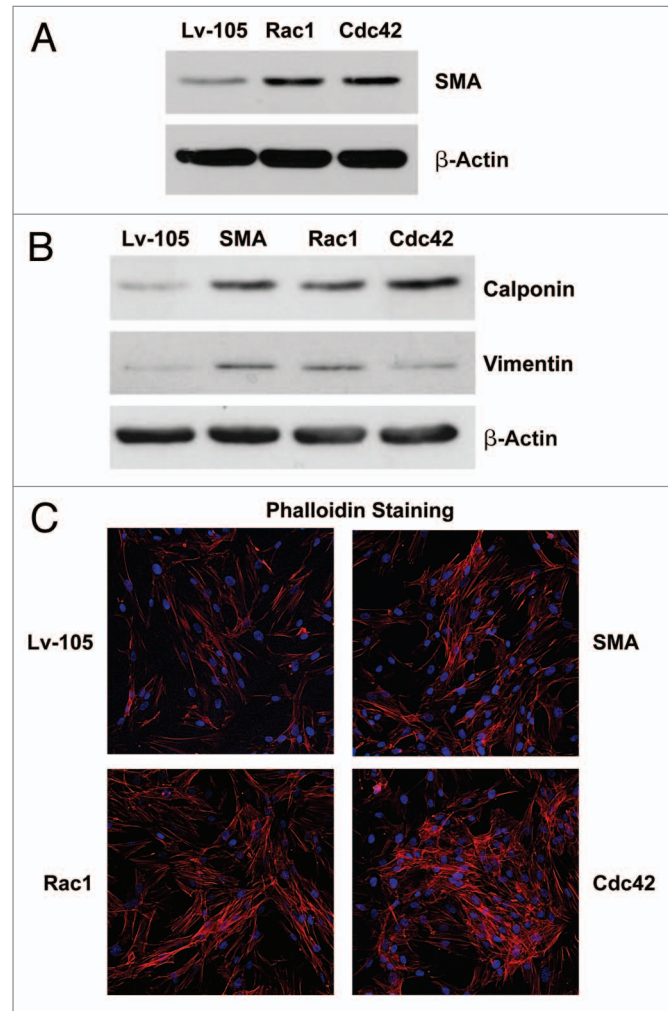 A
Lv-105 Rac1 Cdc42
SMA
β-Actin
B
Lv-105 SMA Rac1 Cdc42
Calponin
Vimentin
β-Actin
C
Phalloidin Staining
Lv-105
SMA
Rac1
Cdc42